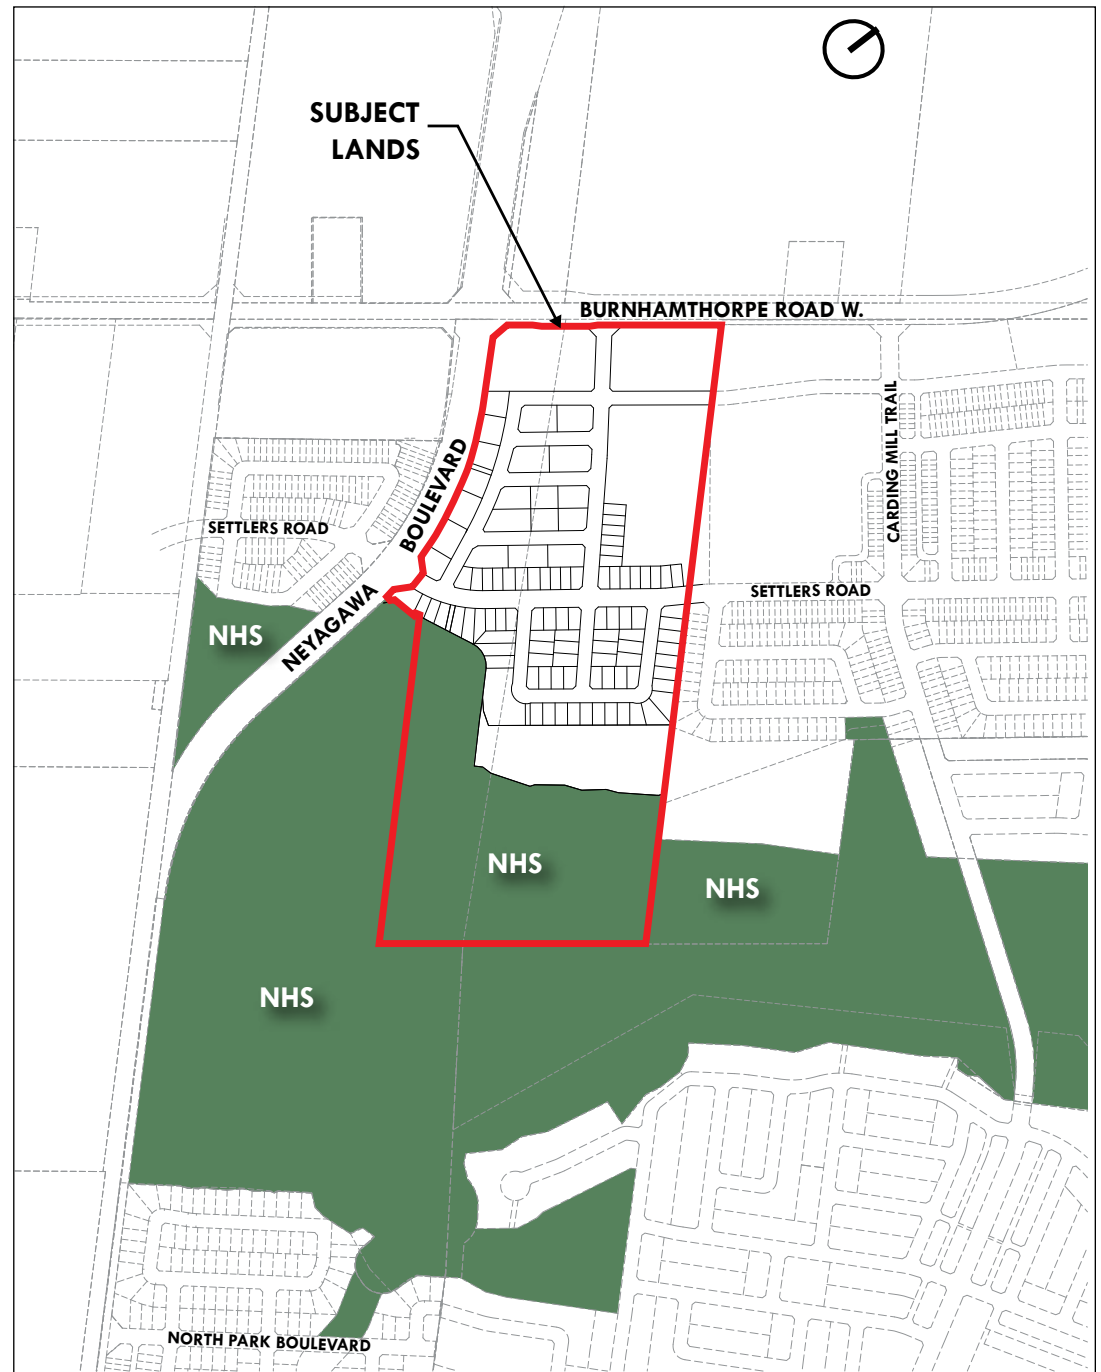 SUBJECT
LANDS
BURNHAMTHORPE ROAD W.
CARDING MILL TRAIL
BOULEVARD
SETTLERS ROAD
SETTLERS ROAD
NEYAGAWA
NHS
NHS
NHS
NHS
NORTH PARK BOULEVARD